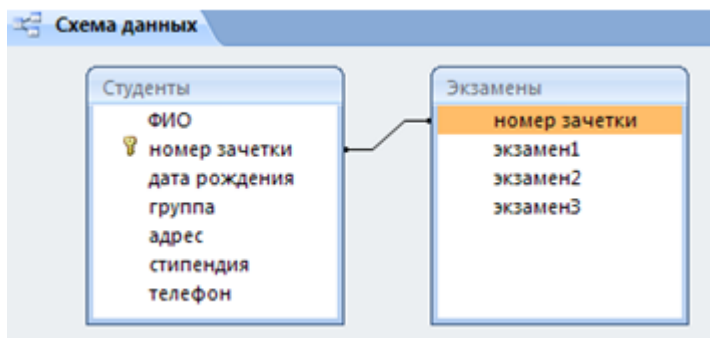 Схема данных
Студенты
ФИО
номер зачетки
дата рождения
группа
адрес
стипендия
телефон
Экзамены
номер зачетки
экзамен1
экзамен2
экзамен3